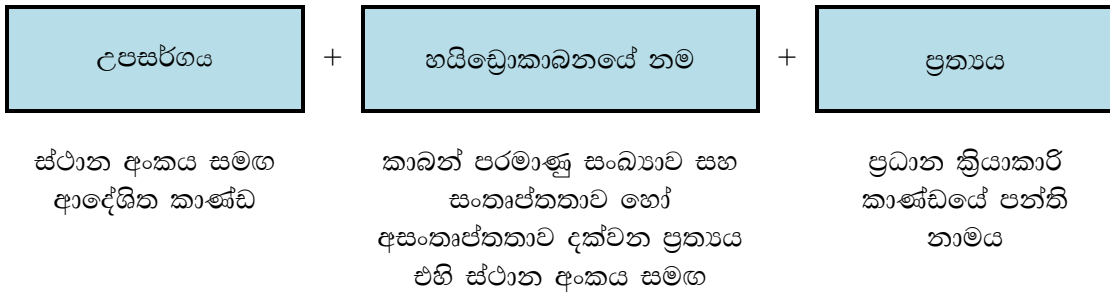 උපසර්ගය + හයිඩ්‍රොකාබනයේ නම + ප්‍රත්‍යය
ස්ථාන අංකය සමඟ
ආදේශිත කාණ්ඩ
කාබන් පරමාණු සංඛ්‍යාව සහ
සංතෘප්තතාව හෝ
අසංතෘප්තතාව දක්වන ප්‍රත්‍යය
එහි ස්ථාන අංකය සමඟ
ප්‍රධාන ක්‍රියාකාරි
කාණ්ඩයේ පන්ති
නාමය